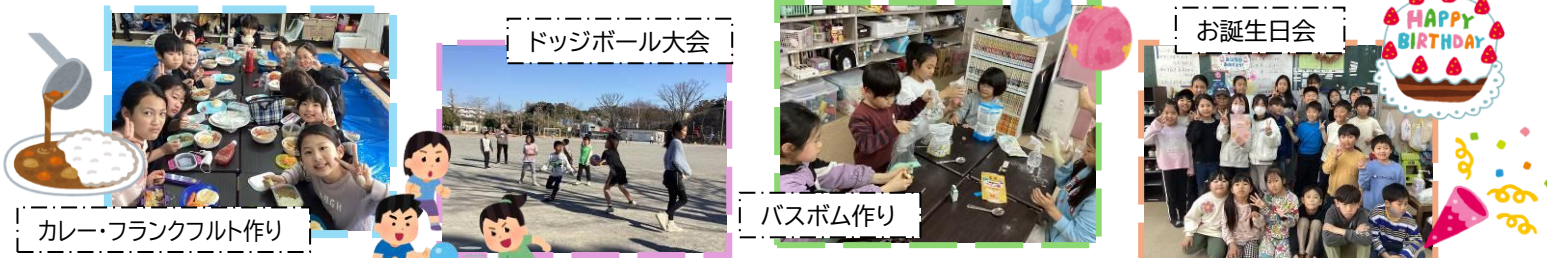 カレー・フランクフルト作り
ドッジボール大会
バスボム作り
お誕生日会
HAPPY
BIRTHDAY